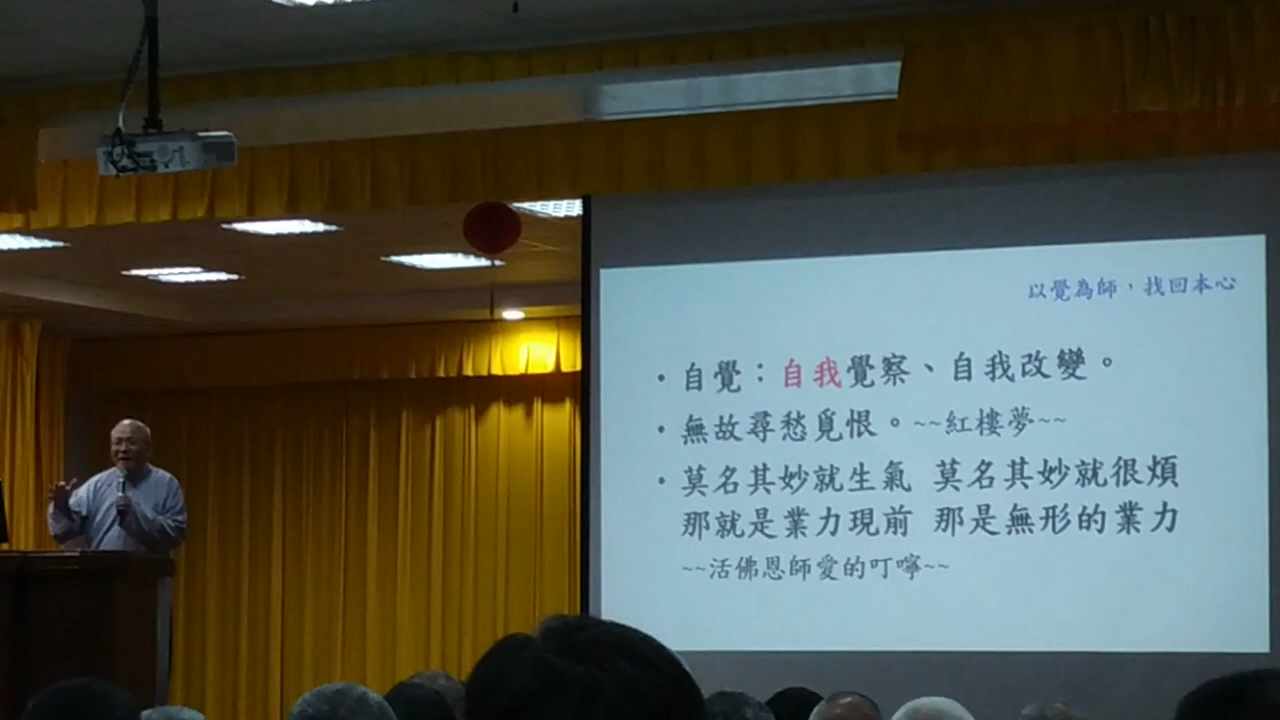 以覺為師，找回本心
• 自覺：自我覺察、自我改變。
• 無故尋愁覓恨。~~紅樓夢~~
• 莫名其妙就生氣 莫名其妙就很煩
那就是業力現前 那是無形的業力
~~活佛恩師愛的叮嚀~~